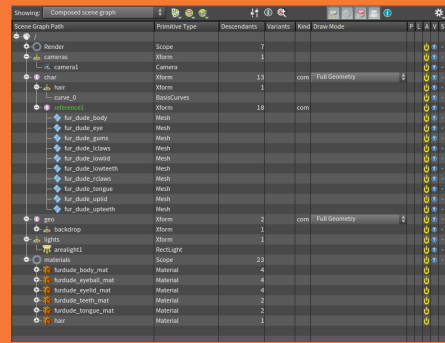 Showing: Composed scene graph
Scene Graph Path Primitive Type Descendants Variants Kind Draw Mode P L A V S
/
Render Scope 7
cameras Xform 1
camera1 Camera
char Xform 13 com Full Geometry
hair Xform 1
curve_0 BasisCurves
reference1 Xform 10 com
fur_dude_body Mesh
fur_dude_eye Mesh
fur_dude_gums Mesh
fur_dude_lclaws Mesh
fur_dude_lowlid Mesh
fur_dude_lowteeth Mesh
fur_dude_rclaws Mesh
fur_dude_tongue Mesh
fur_dude_uplid Mesh
fur_dude_upteeth Mesh
geo Xform 2 com Full Geometry
backdrop Xform 1
lights Xform 1
arealight1 RectLight
materials Scope 23
furdude_body_mat Material 4
furdude_eyeball_mat Material 4
furdude_eyelid_mat Material 4
furdude_teeth_mat Material 2
furdude_tongue_mat Material 2
hair Material 1